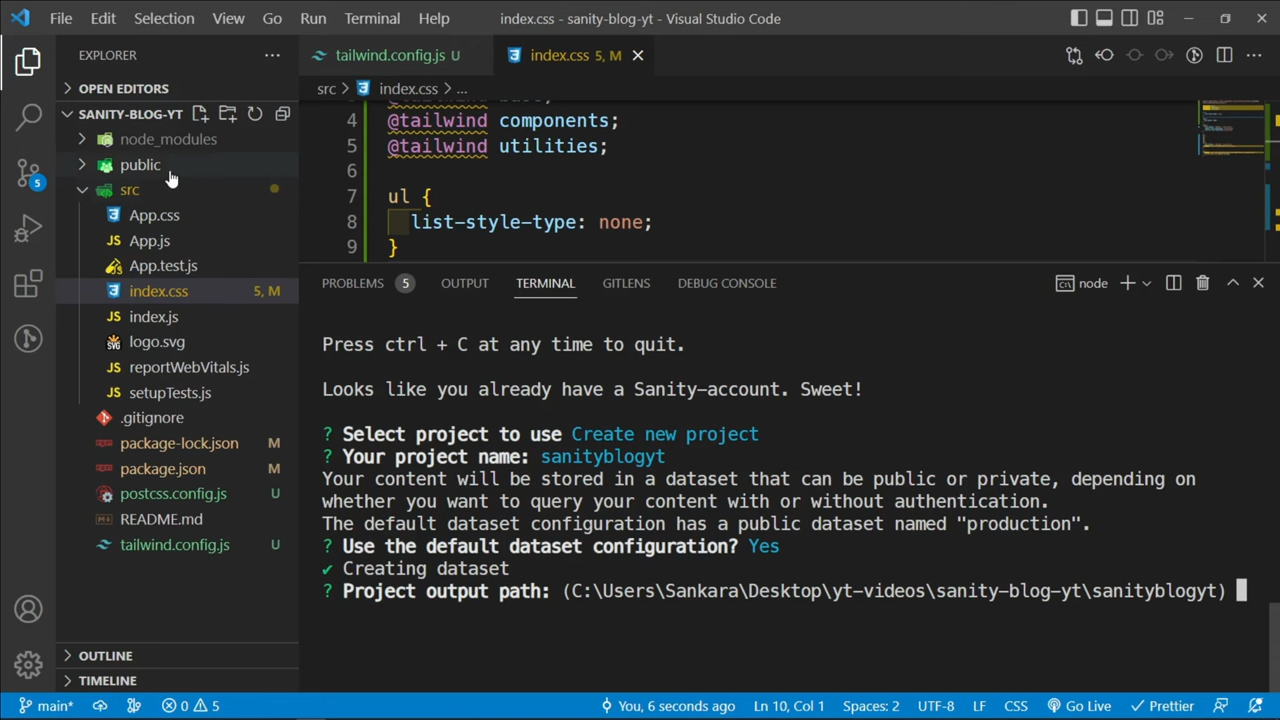 File Edit Selection View Go Run Terminal Help index.css - sanity-blog-yt - Visual Studio Code
EXPLORER
OPEN EDITORS
SANITY-BLOG-YT
node_modules
public
src
App.css
App.js
App.test.js
index.css 5, M
index.js
logo.svg
reportWebVitals.js
setupTests.js
.gitignore
package-lock.json M
package.json M
postcss.config.js U
README.md
tailwind.config.js U
OUTLINE
TIMELINE
5
tailwind.config.js U index.css 5, M
src > index.css > ...
4 @tailwind components;
5 @tailwind utilities;
6
7 ul {
8 list-style-type: none;
9 }
PROBLEMS 5 OUTPUT TERMINAL GITLENS DEBUG CONSOLE node
Press ctrl + C at any time to quit.
Looks like you already have a Sanity-account. Sweet!
? Select project to use Create new project
? Your project name: sanityblogyt
Your content will be stored in a dataset that can be public or private, depending on
whether you want to query your content with or without authentication.
The default dataset configuration has a public dataset named "production".
? Use the default dataset configuration? Yes
✔ Creating dataset
? Project output path: (C:\Users\Sankara\Desktop\yt-videos\sanity-blog-yt\sanityblogyt)
main* 0 5 You, 6 seconds ago Ln 10, Col 1 Spaces: 2 UTF-8 LF CSS Go Live Prettier